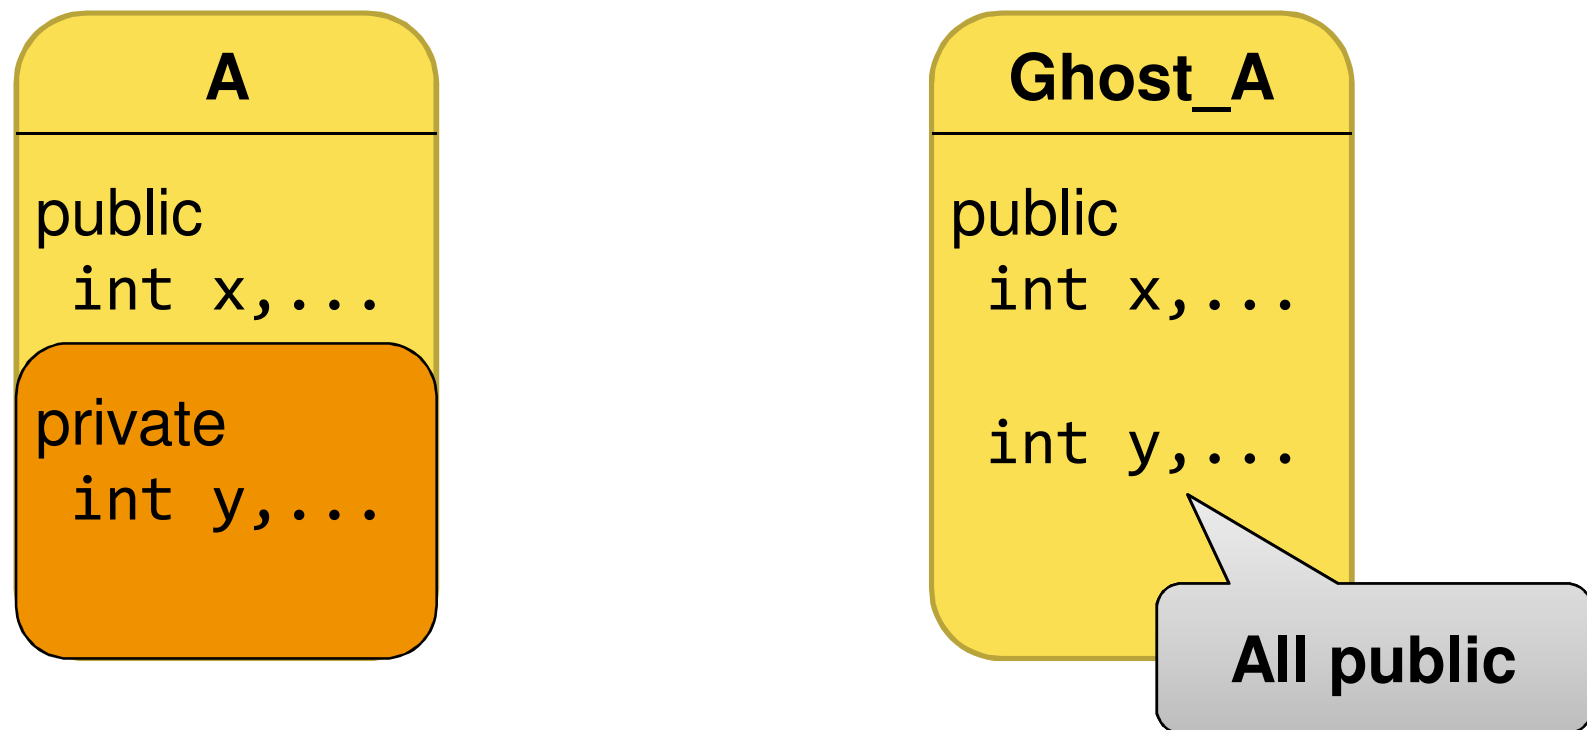 A
public
int x,...
private
int y,...
Ghost_A
public
int x,...
int y,...
All public